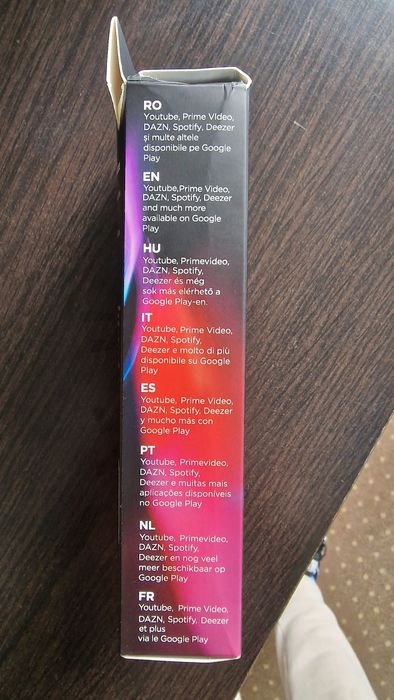 RO
Youtube, Prime Video,
DAZN, Spotify, Deezer
și multe altele
disponibile pe Google
Play
EN
Youtube,Prime Video,
DAZN, Spotify, Deezer
and much more
available on Google
Play
HU
Youtube, Primevideo,
DAZN, Spotify,
Deezer és még
sok más elérhető a
Google Play-en.
IT
Youtube, Prime Video,
DAZN, Spotify,
Deezer e molto di più
disponibile su Google
Play
ES
Youtube, Prime Video,
DAZN, Spotify, Deezer
y mucho más con
Google Play
PT
Youtube, Primevideo,
DAZN, Spotify,
Deezer e muitas mais
aplicações disponíveis
no Google Play
NL
Youtube, Primevideo,
DAZN, Spotify,
Deezer en nog veel
meer beschikbaar op
Google Play
FR
Youtube, Prime Video,
DAZN, Spotify, Deezer
et plus
via le Google Play